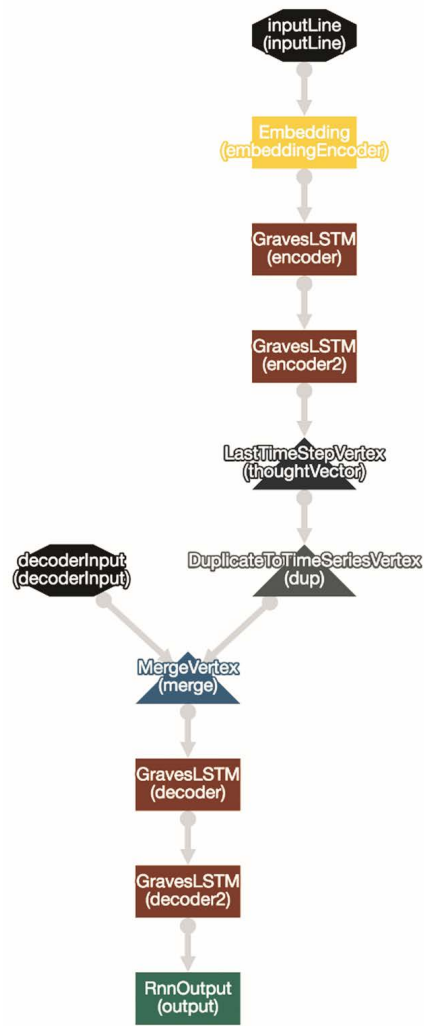 inputLine
(inputLine)
Embedding
(embeddingEncoder)
GravesLSTM
(encoder)
GravesLSTM
(encoder2)
LastTimeStepVertex
(thoughtVector)
decoderInput
(decoderInput)
DuplicateToTimeSeriesVertex
(dup)
MergeVertex
(merge)
GravesLSTM
(decoder)
GravesLSTM
(decoder2)
RnnOutput
(output)